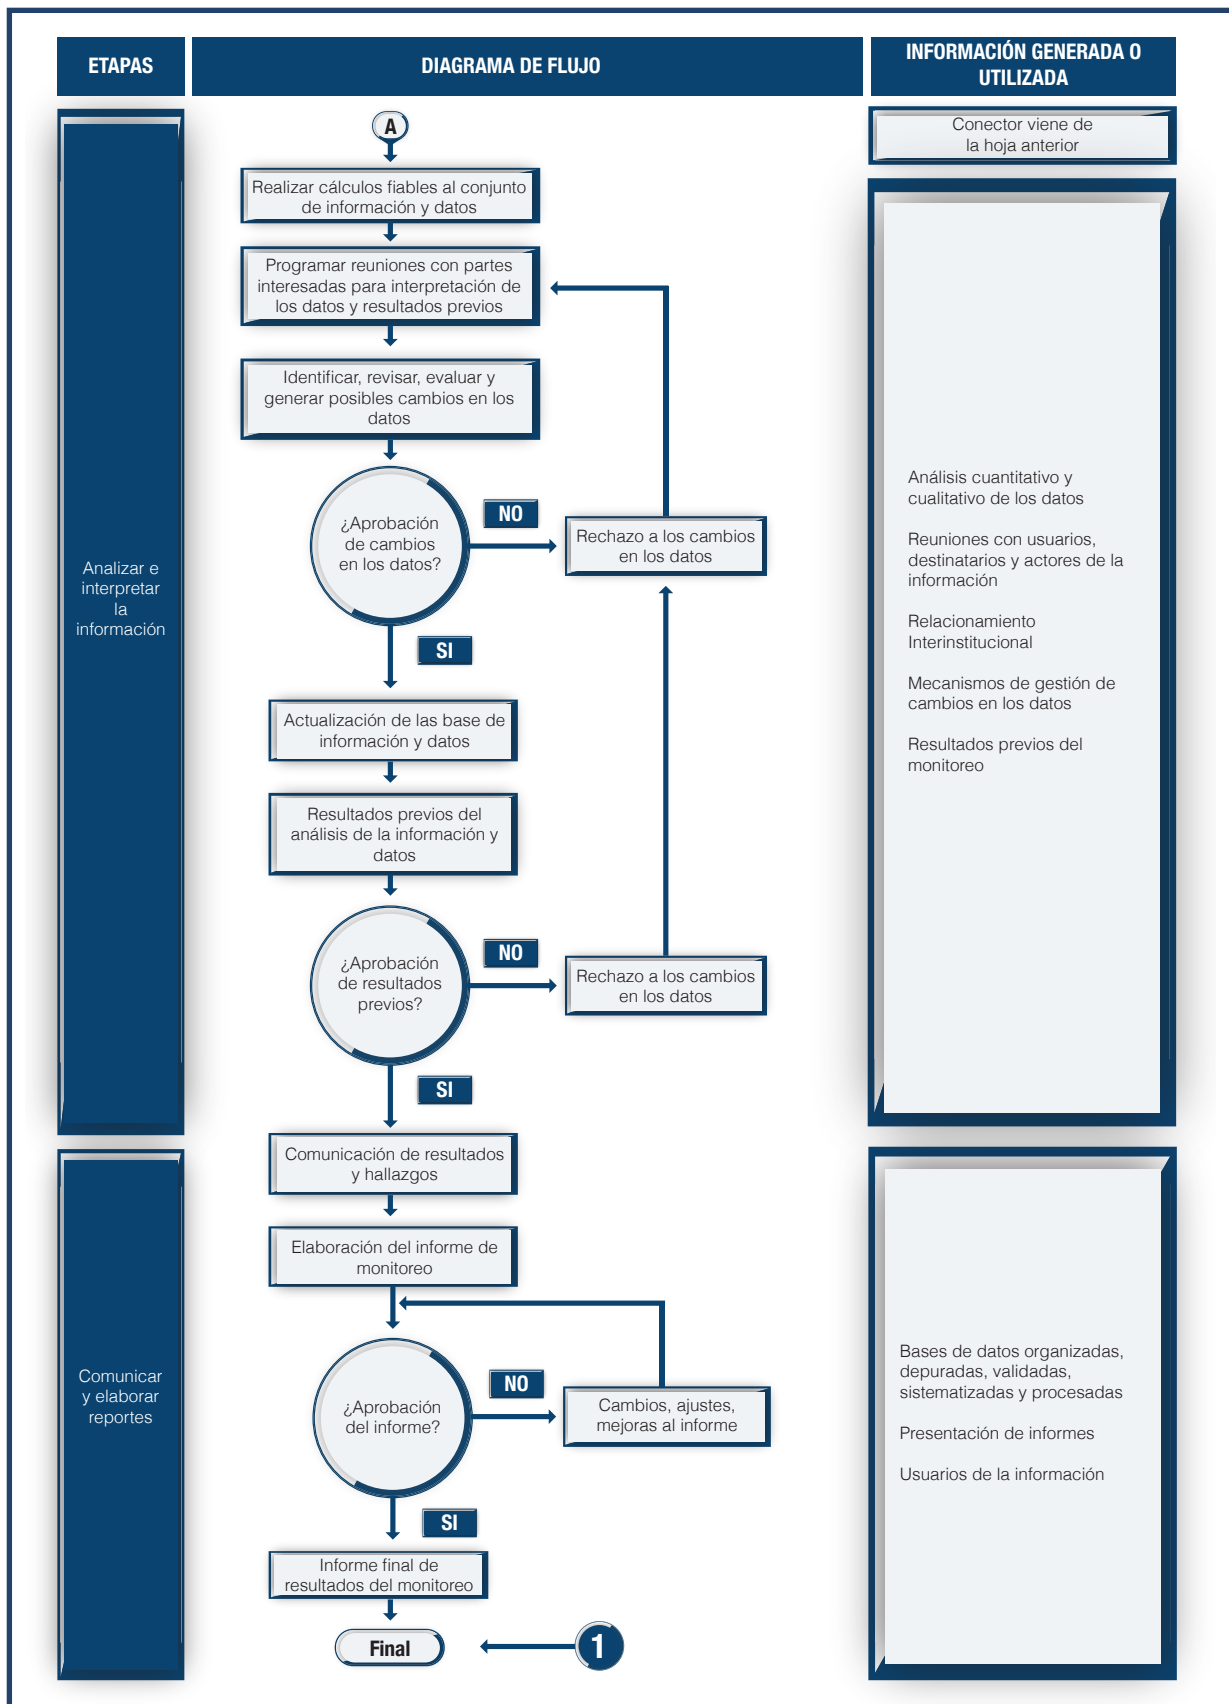 ETAPAS
DIAGRAMA DE FLUJO
INFORMACIÓN GENERADA O
UTILIZADA
A
Conector viene de
la hoja anterior
Realizar cálculos fiables al conjunto
de información y datos
Programar reuniones con partes
interesadas para interpretación de
los datos y resultados previos
Identificar, revisar, evaluar y
generar posibles cambios en los
datos
¿Aprobación
de cambios
en los datos?
NO
Rechazo a los cambios
en los datos
SI
Analizar e
interpretar
la
información
Actualización de las base de
información y datos
Resultados previos del
análisis de la información y
datos
¿Aprobación
de resultados
previos?
NO
Rechazo a los cambios
en los datos
SI
Análisis cuantitativo y
cualitativo de los datos
Reuniones con usuarios,
destinatarios y actores de la
información
Relacionamiento
Interinstitucional
Mecanismos de gestión de
cambios en los datos
Resultados previos del
monitoreo
Comunicación de resultados
y hallazgos
Elaboración del informe de
monitoreo
Comunicar
y elaborar
reportes
¿Aprobación
del informe?
NO
Cambios, ajustes,
mejoras al informe
SI
Informe final de
resultados del monitoreo
Final
1
Bases de datos organizadas,
depuradas, validadas,
sistematizadas y procesadas
Presentación de informes
Usuarios de la información